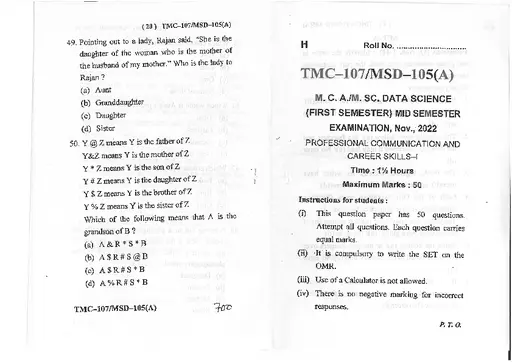 ( 28 ) TMC–107/MSD–105(A)
49. Pointing out to a lady, Rajan said, "She is the
daughter of the woman who is the mother of
the husband of my mother." Who is the lady to
Rajan ?
(a) Aunt
(b) Granddaughter
(c) Daughter
(d) Sister
50. Y @ Z means Y is the father of Z
Y&Z means Y is the mother of Z
Y * Z means Y is the son of Z
Y # Z means Y is the daughter of Z
Y $ Z means Y is the brother of Z
Y % Z means Y is the sister of Z
Which of the following means that A is the
grandson of B ?
(a) A & R * S * B
(b) A $ R # S @ B
(c) A $ R # S * B
(d) A % R # S * B
TMC–107/MSD–105(A) 700
H Roll No. ..............................
TMC–107/MSD–105(A)
M. C. A./M. SC. DATA SCIENCE
(FIRST SEMESTER) MID SEMESTER
EXAMINATION, Nov., 2022
PROFESSIONAL COMMUNICATION AND
CAREER SKILLS–I
Time : 1½ Hours
Maximum Marks : 50
Instructions for students :
(i) This question paper has 50 questions.
Attempt all questions. Each question carries
equal marks.
(ii) It is compulsory to write the SET on the
OMR.
(iii) Use of a Calculator is not allowed.
(iv) There is no negative marking for incorrect
responses.
P. T. O.